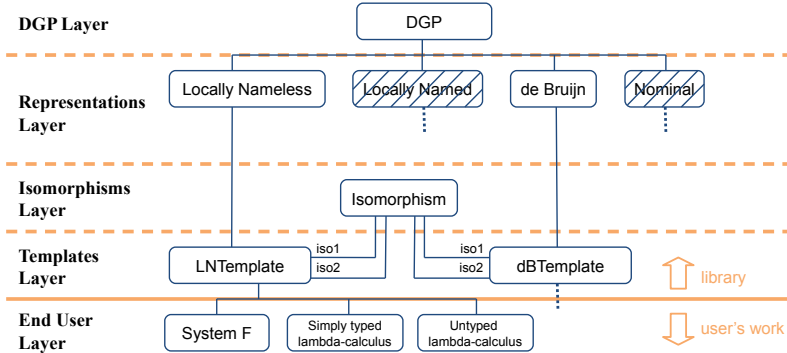 DGP Layer
DGP
Representations
Layer
Locally Nameless
Locally Named
de Bruijn
Nominal
Isomorphisms
Layer
Isomorphism
Templates
Layer
LNTemplate
iso1
iso2
iso1
iso2
dBTemplate
library
End User
Layer
System F
Simply typed
lambda-calculus
Untyped
lambda-calculus
user's work